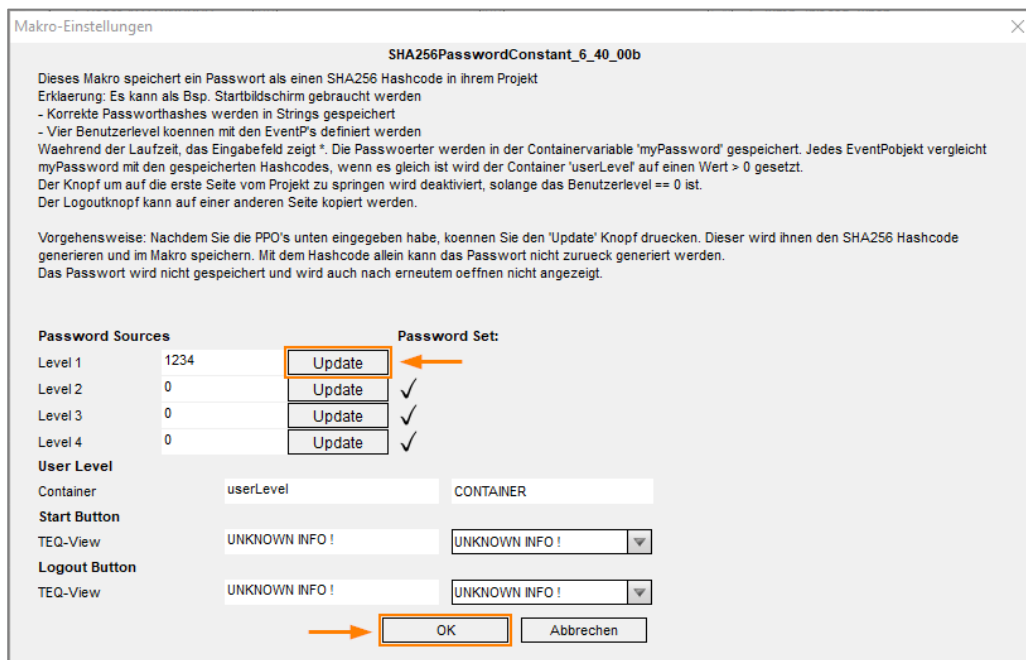 Makro-Einstellungen
SHA256PasswordConstant_6_40_00b
Dieses Makro speichert ein Passwort als einen SHA256 Hashcode in ihrem Projekt
Erklaerung: Es kann als Bsp. Startbildschirm gebraucht werden
- Korrekte Passworthashes werden in Strings gespeichert
- Vier Benutzerlevel koennen mit den EventP's definiert werden
Waehrend der Laufzeit, das Eingabefeld zeigt *. Die Passwoerter werden in der Containervariable 'myPassword' gespeichert. Jedes EventPobjekt vergleicht
myPassword mit den gespeicherten Hashcodes, wenn es gleich ist wird der Container 'userLevel' auf einen Wert > 0 gesetzt.
Der Knopf um auf die erste Seite vom Projekt zu springen wird deaktiviert, solange das Benutzerlevel == 0 ist.
Der Logoutknopf kann auf einer anderen Seite kopiert werden.
Vorgehensweise: Nachdem Sie die PPO's unten eingegeben habe, koennen Sie den 'Update' Knopf druecken. Dieser wird ihnen den SHA256 Hashcode
generieren und im Makro speichern. Mit dem Hashcode allein kann das Passwort nicht zurueck generiert werden.
Das Passwort wird nicht gespeichert und wird auch nach erneutem oeffnen nicht angezeigt.
Password Sources Password Set:
Level 1 1234 Update
Level 2 0 Update
Level 3 0 Update
Level 4 0 Update
User Level
Container userLevel CONTAINER
Start Button
TEQ-View UNKNOWN INFO ! UNKNOWN INFO !
Logout Button
TEQ-View UNKNOWN INFO ! UNKNOWN INFO !
OK Abbrechen